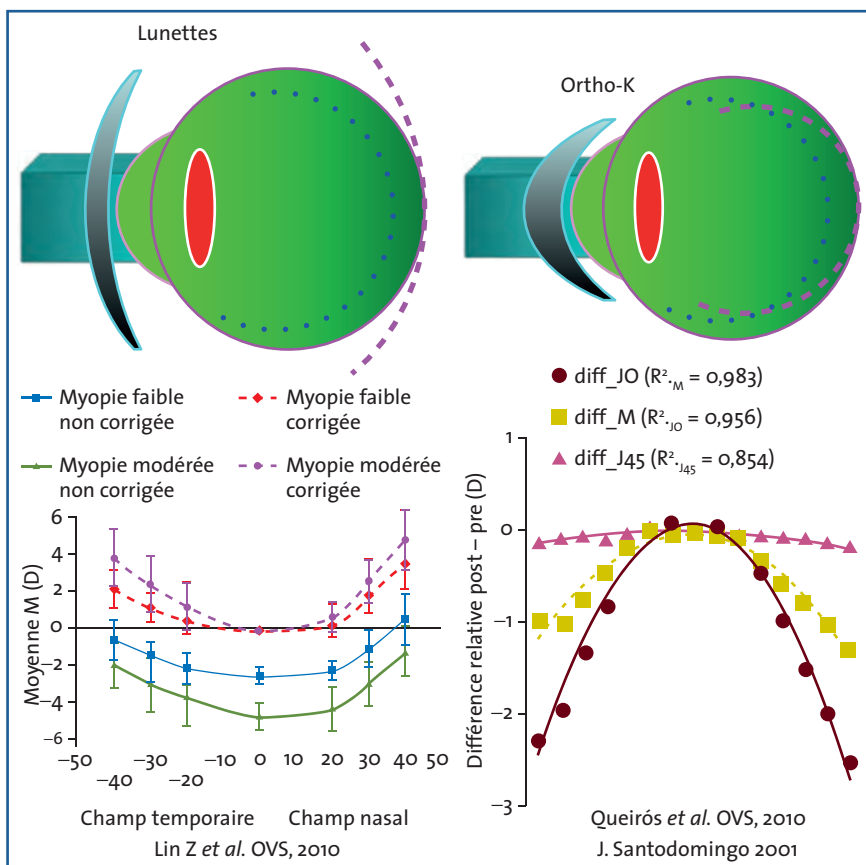 Lunettes
Ortho-K
Myopie faible
non corrigée
Myopie faible
corrigée
Myopie modérée
non corrigée
Myopie modérée
corrigée
Moyenne M (D)
6
4
2
0
–2
–4
–6
–50
–40
–30
–20
–10
0
10
20
30
40
50
Champ temporaire
Champ nasal
Lin Z et al. OVS, 2010
diff_JO (R².M = 0,983)
diff_M (R².JO = 0,956)
diff_J45 (R².J45 = 0,854)
Différence relative post – pre (D)
1
0
–1
–2
–3
Queirós et al. OVS, 2010
J. Santodomingo 2001